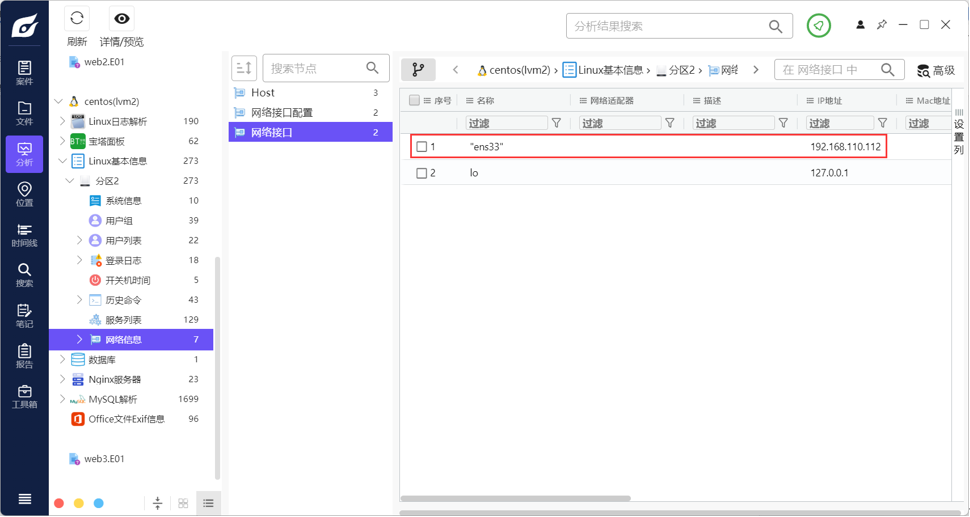 刷新
详情/预览
分析结果搜索
案件
文件
分析
位置
时间线
搜索
笔记
报告
工具箱
web2.E01
centos(lvm2)
Linux日志解析 190
BT 宝塔面板 62
Linux基本信息 273
分区2 273
系统信息 10
用户组 39
用户列表 22
登录日志 18
开关机时间 5
历史命令 43
服务列表 129
网络信息 7
数据库 1
Nginx服务器 23
MySQL解析 1699
Office文件Exif信息 96
web3.E01
搜索节点
Host 3
网络接口配置 2
网络接口 2
centos(lvm2) › Linux基本信息 › 分区2 › 网络
在 网络接口 中
高级
序号 名称 网络适配器 描述 IP地址 Mac地址
过滤 过滤 过滤 过滤 过滤
1 "ens33" 192.168.110.112
2 lo 127.0.0.1
设置列